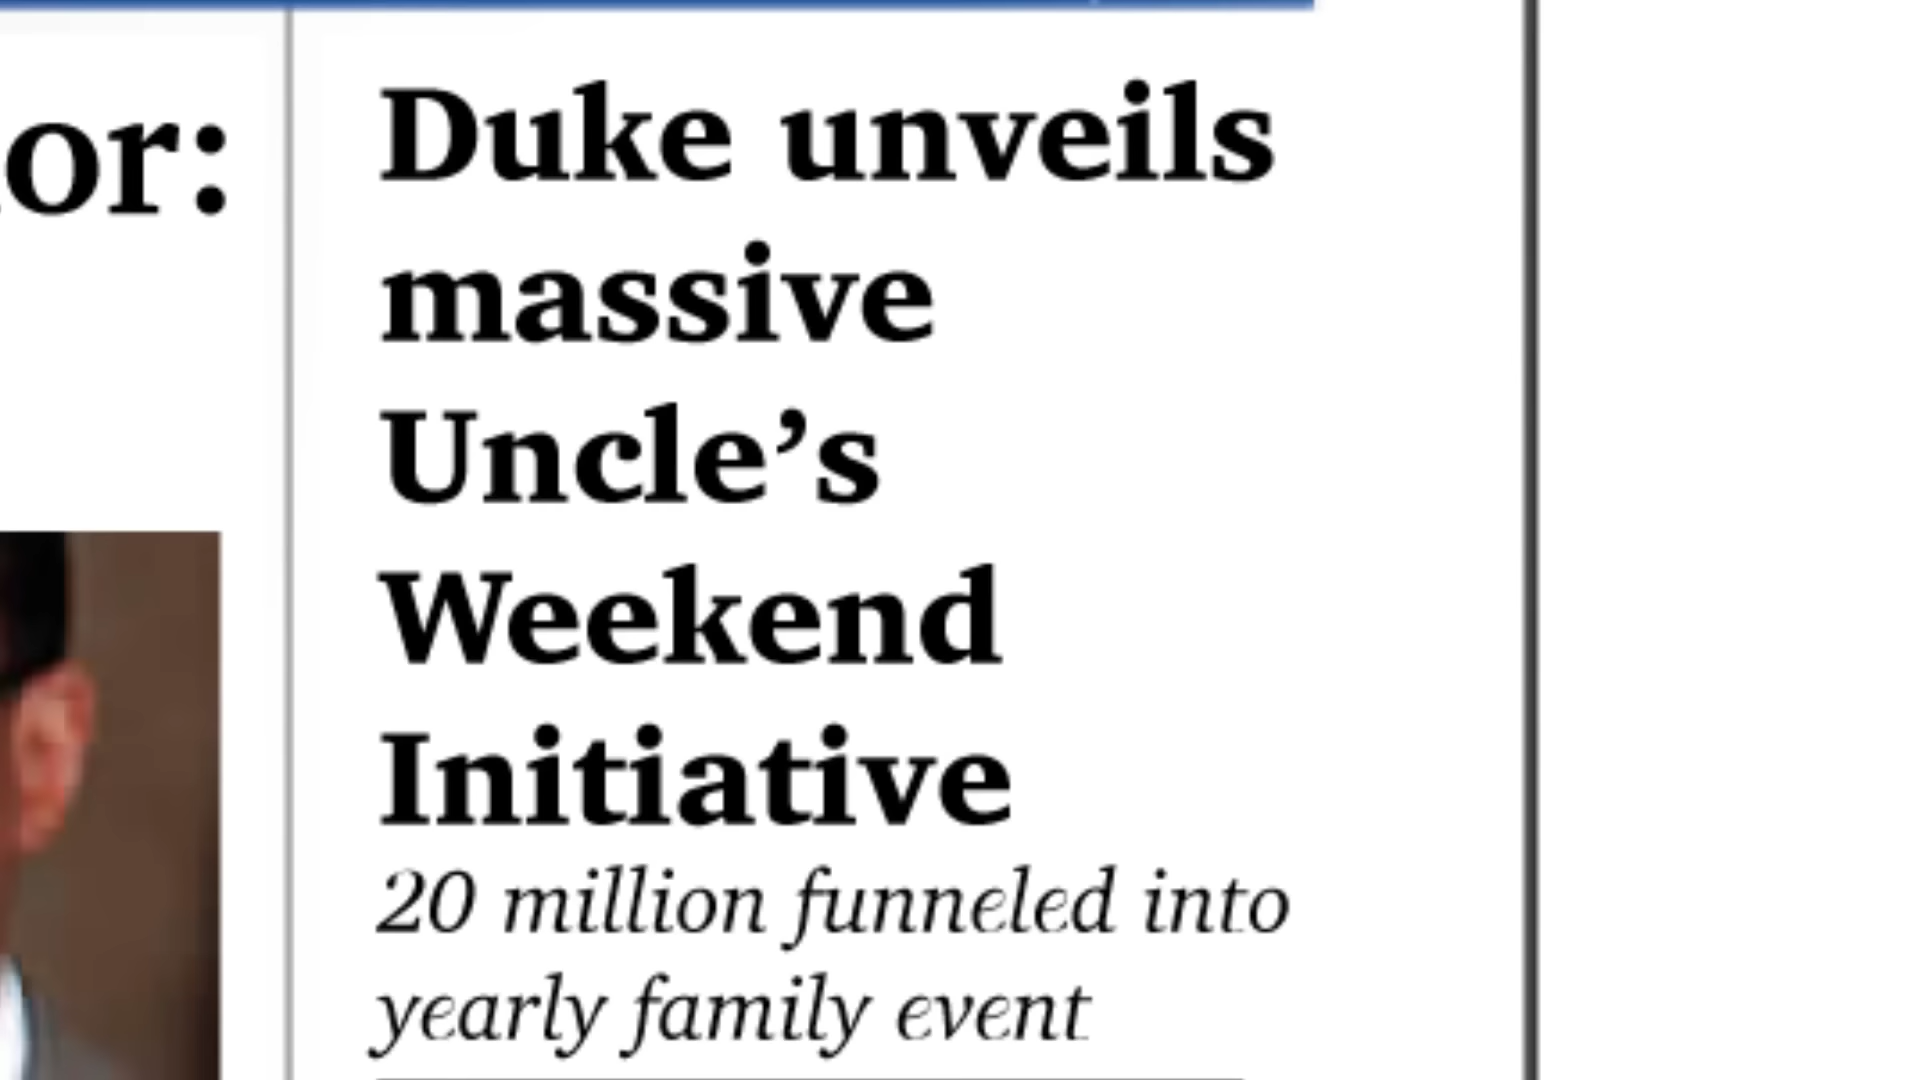 or:
Duke unveils
massive
Uncle’s
Weekend
Initiative
20 million funneled into
yearly family event